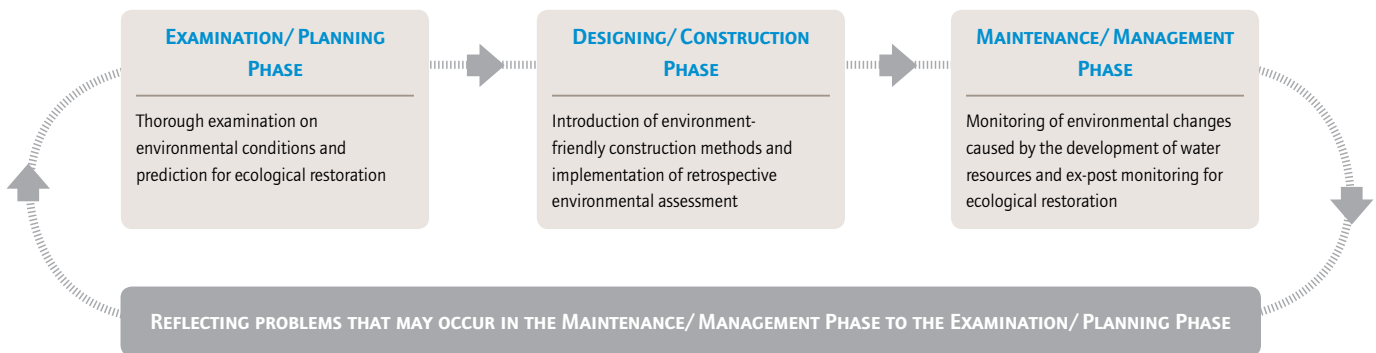 EXAMINATION/ PLANNING
PHASE
Thorough examination on
environmental conditions and
prediction for ecological restoration
DESIGNING/ CONSTRUCTION
PHASE
Introduction of environment-
friendly construction methods and
implementation of retrospective
environmental assessment
MAINTENANCE/ MANAGEMENT
PHASE
Monitoring of environmental changes
caused by the development of water
resources and ex-post monitoring for
ecological restoration
REFLECTING PROBLEMS THAT MAY OCCUR IN THE MAINTENANCE/ MANAGEMENT PHASE TO THE EXAMINATION/ PLANNING PHASE